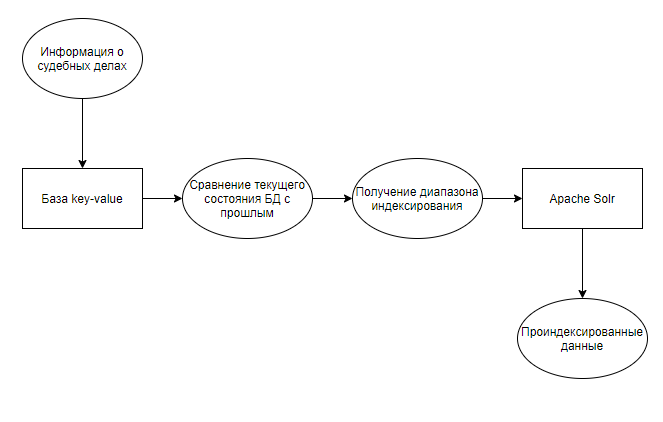 Информация о
судебных делах
База key-value
Сравнение текущего
состояния БД с
прошлым
Получение диапазона
индексирования
Apache Solr
Проиндексированные
данные